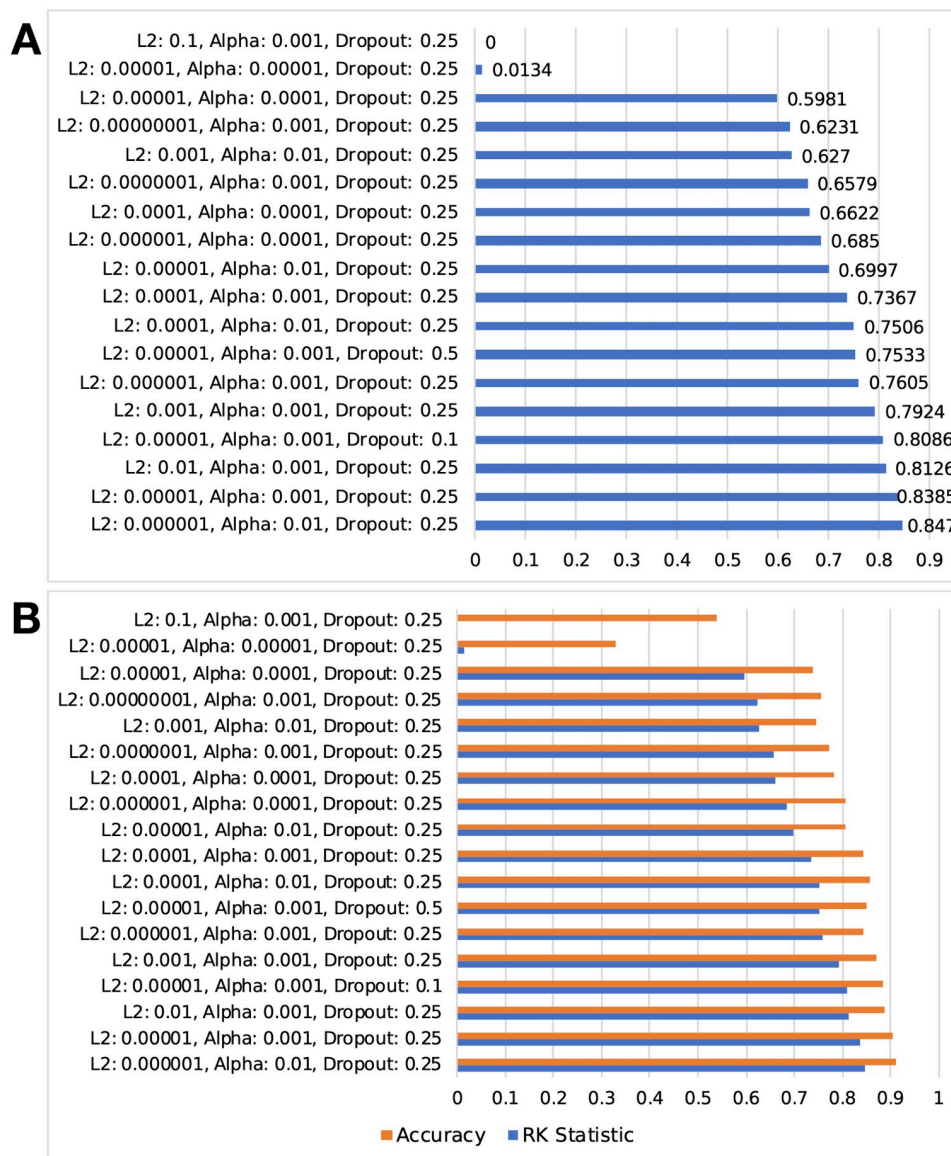 A
L2: 0.1, Alpha: 0.001, Dropout: 0.25 0
L2: 0.00001, Alpha: 0.00001, Dropout: 0.25 0.0134
L2: 0.00001, Alpha: 0.0001, Dropout: 0.25 0.5981
L2: 0.00000001, Alpha: 0.001, Dropout: 0.25 0.6231
L2: 0.001, Alpha: 0.01, Dropout: 0.25 0.627
L2: 0.0000001, Alpha: 0.001, Dropout: 0.25 0.6579
L2: 0.0001, Alpha: 0.0001, Dropout: 0.25 0.6622
L2: 0.000001, Alpha: 0.0001, Dropout: 0.25 0.685
L2: 0.00001, Alpha: 0.01, Dropout: 0.25 0.6997
L2: 0.0001, Alpha: 0.001, Dropout: 0.25 0.7367
L2: 0.0001, Alpha: 0.01, Dropout: 0.25 0.7506
L2: 0.00001, Alpha: 0.001, Dropout: 0.5 0.7533
L2: 0.000001, Alpha: 0.001, Dropout: 0.25 0.7605
L2: 0.001, Alpha: 0.001, Dropout: 0.25 0.7924
L2: 0.00001, Alpha: 0.001, Dropout: 0.1 0.8086
L2: 0.01, Alpha: 0.001, Dropout: 0.25 0.8126
L2: 0.00001, Alpha: 0.001, Dropout: 0.25 0.8385
L2: 0.000001, Alpha: 0.01, Dropout: 0.25 0.847
0 0.1 0.2 0.3 0.4 0.5 0.6 0.7 0.8 0.9
B
L2: 0.1, Alpha: 0.001, Dropout: 0.25
L2: 0.00001, Alpha: 0.00001, Dropout: 0.25
L2: 0.00001, Alpha: 0.0001, Dropout: 0.25
L2: 0.00000001, Alpha: 0.001, Dropout: 0.25
L2: 0.001, Alpha: 0.01, Dropout: 0.25
L2: 0.0000001, Alpha: 0.001, Dropout: 0.25
L2: 0.0001, Alpha: 0.0001, Dropout: 0.25
L2: 0.000001, Alpha: 0.0001, Dropout: 0.25
L2: 0.00001, Alpha: 0.01, Dropout: 0.25
L2: 0.0001, Alpha: 0.001, Dropout: 0.25
L2: 0.0001, Alpha: 0.01, Dropout: 0.25
L2: 0.00001, Alpha: 0.001, Dropout: 0.5
L2: 0.000001, Alpha: 0.001, Dropout: 0.25
L2: 0.001, Alpha: 0.001, Dropout: 0.25
L2: 0.00001, Alpha: 0.001, Dropout: 0.1
L2: 0.01, Alpha: 0.001, Dropout: 0.25
L2: 0.00001, Alpha: 0.001, Dropout: 0.25
L2: 0.000001, Alpha: 0.01, Dropout: 0.25
0 0.1 0.2 0.3 0.4 0.5 0.6 0.7 0.8 0.9 1
Accuracy RK Statistic